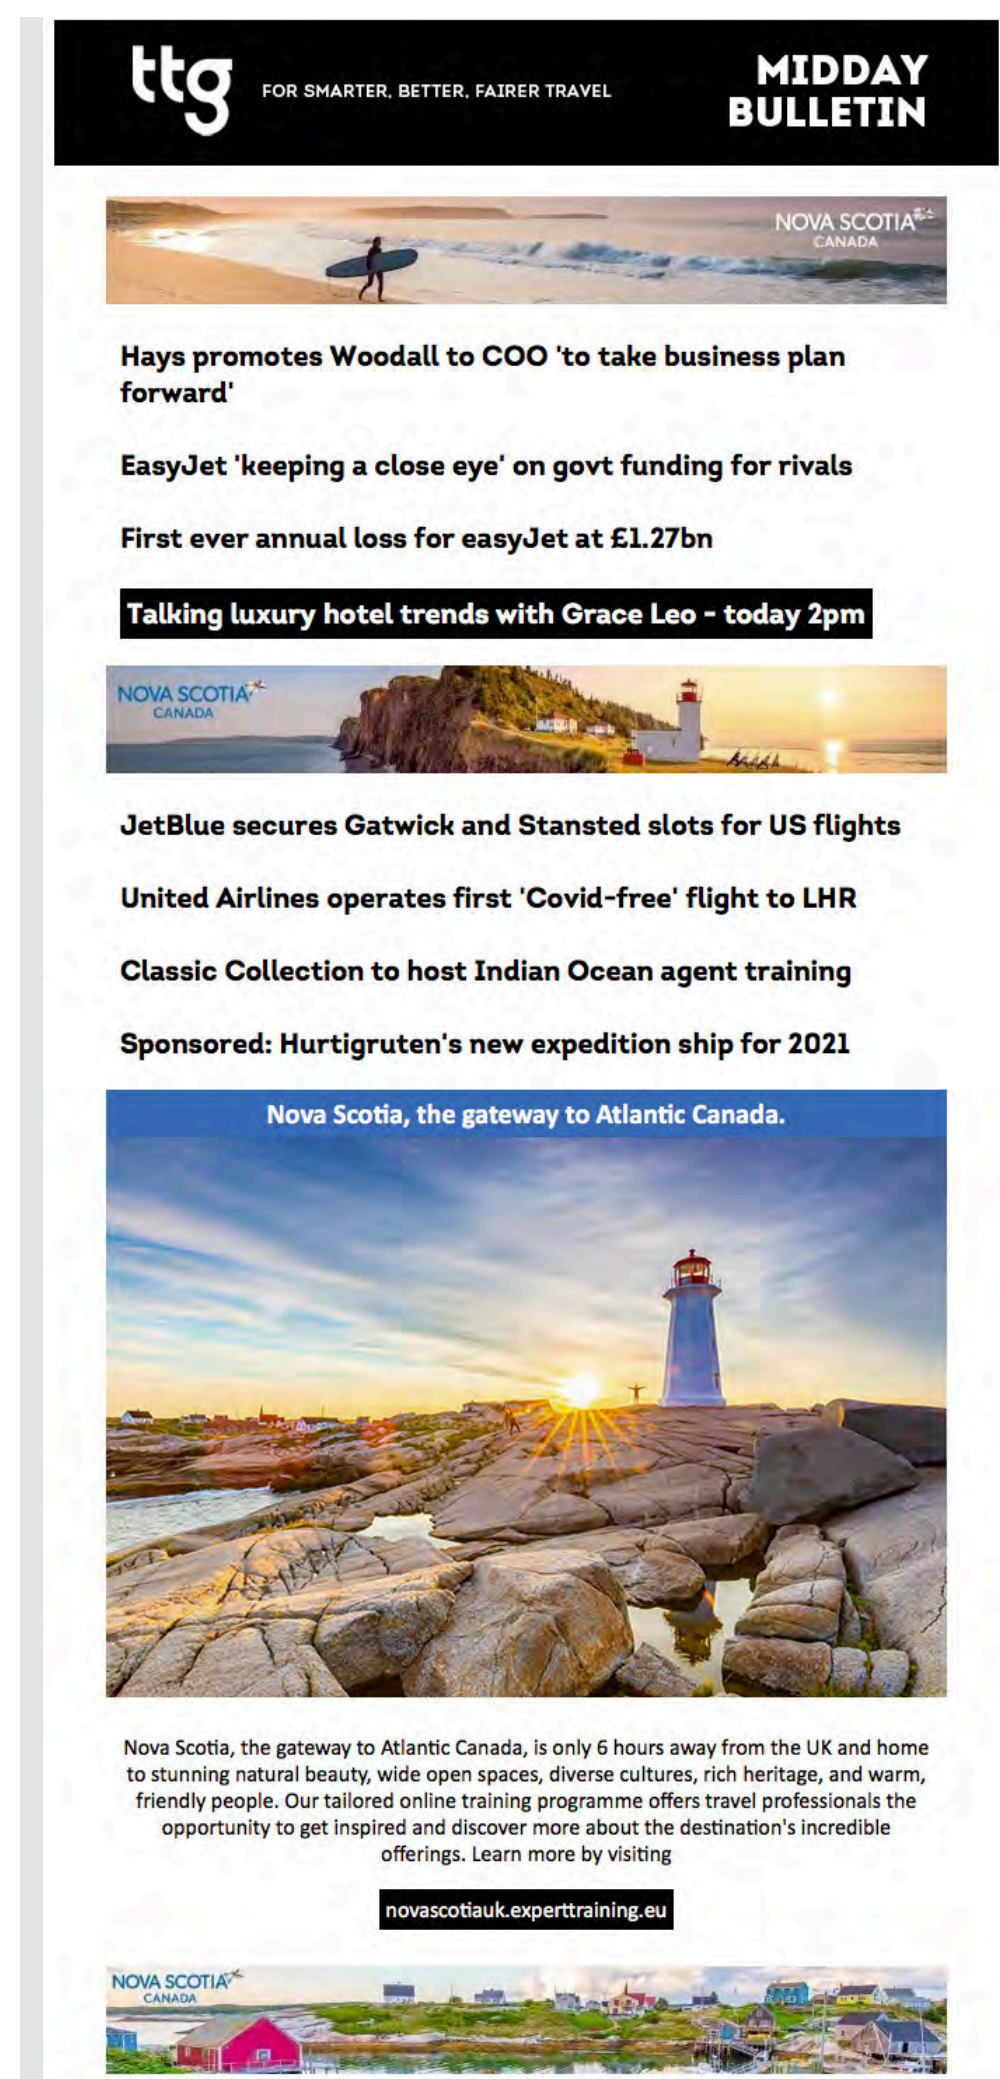 ttg
FOR SMARTER, BETTER, FAIRER TRAVEL
MIDDAY
BULLETIN
NOVA SCOTIA
CANADA
Hays promotes Woodall to COO 'to take business plan
forward'
EasyJet 'keeping a close eye' on govt funding for rivals
First ever annual loss for easyJet at £1.27bn
Talking luxury hotel trends with Grace Leo - today 2pm
NOVA SCOTIA
CANADA
JetBlue secures Gatwick and Stansted slots for US flights
United Airlines operates first 'Covid-free' flight to LHR
Classic Collection to host Indian Ocean agent training
Sponsored: Hurtigruten's new expedition ship for 2021
Nova Scotia, the gateway to Atlantic Canada.
Nova Scotia, the gateway to Atlantic Canada, is only 6 hours away from the UK and home
to stunning natural beauty, wide open spaces, diverse cultures, rich heritage, and warm,
friendly people. Our tailored online training programme offers travel professionals the
opportunity to get inspired and discover more about the destination's incredible
offerings. Learn more by visiting
novascotiauk.experttraining.eu
NOVA SCOTIA
CANADA